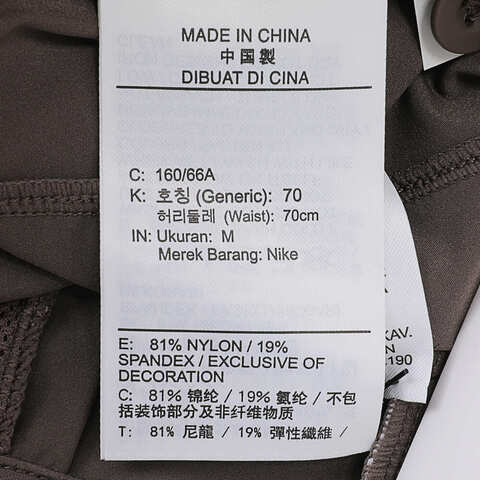 MADE IN CHINA
中国製
DIBUAT DI CINA
C: 160/66A
K: 호칭 (Generic): 70
허리둘레 (Waist): 70cm
IN: Ukuran: M
Merek Barang: Nike
E: 81% NYLON / 19%
SPANDEX / EXCLUSIVE OF
DECORATION
C: 81% 锦纶 / 19% 氨纶 / 不包
括装饰部分及非纤维物质
T: 81% 尼龍 / 19% 彈性纖維 /
KAV.
190